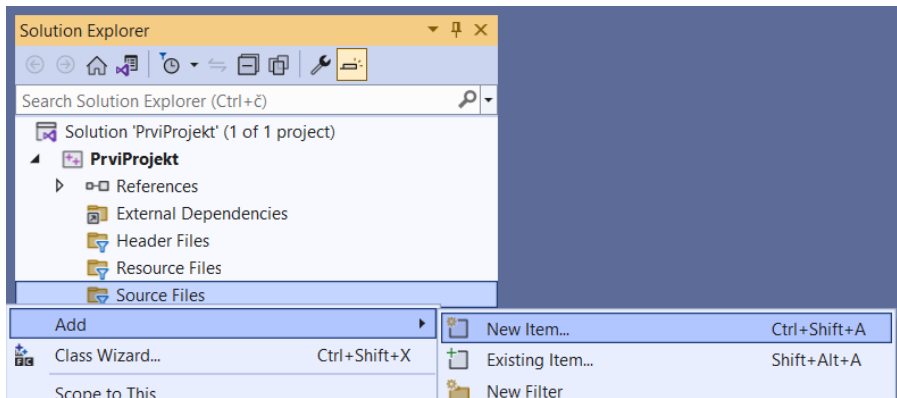 Solution Explorer
Search Solution Explorer (Ctrl+č)
Solution 'PrviProjekt' (1 of 1 project)
PrviProjekt
References
External Dependencies
Header Files
Resource Files
Source Files
Add
New Item... Ctrl+Shift+A
Class Wizard... Ctrl+Shift+X
Existing Item... Shift+Alt+A
Scope to This
New Filter